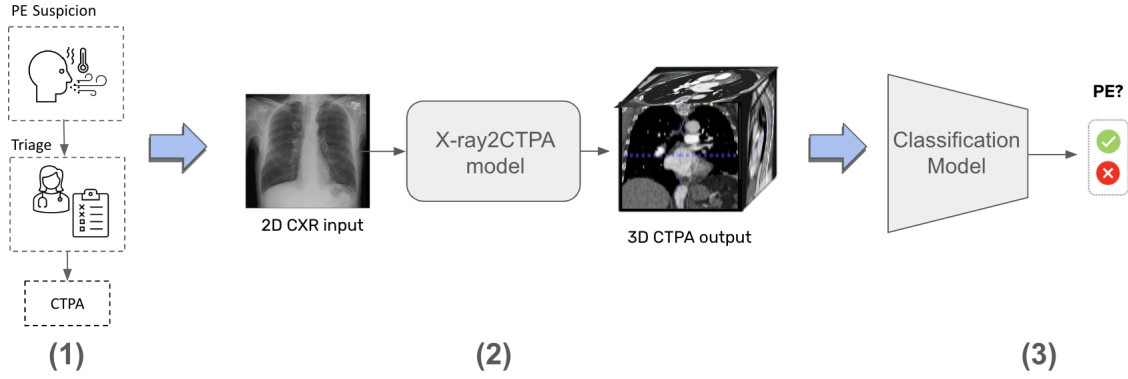 PE Suspicion
Triage
CTPA
(1)
2D CXR input
X-ray2CTPA
model
3D CTPA output
(2)
Classification
Model
PE?
(3)